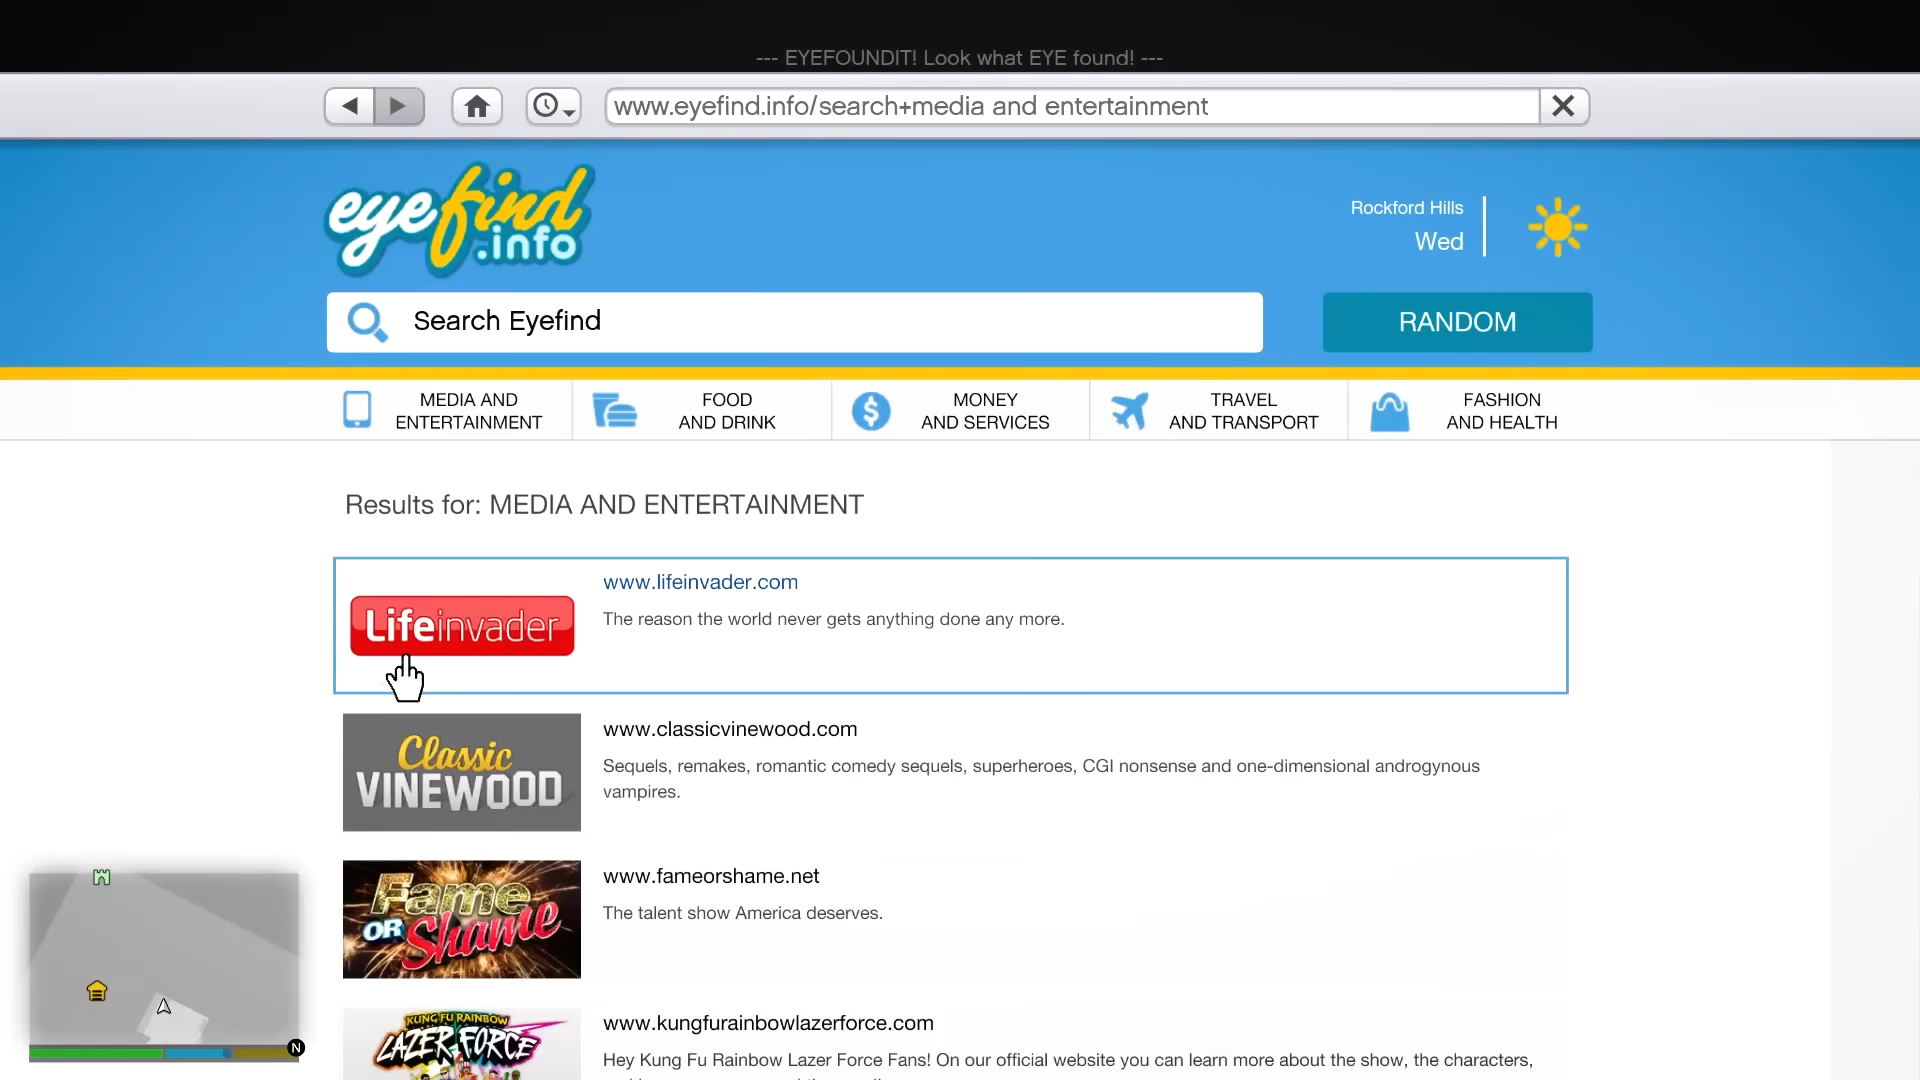 --- EYEFOUNDIT! Look what EYE found! ---
www.eyefind.info/search+media and entertainment
eyefind
.info
Rockford Hills
Wed
Search Eyefind
RANDOM
MEDIA AND
ENTERTAINMENT
FOOD
AND DRINK
MONEY
AND SERVICES
TRAVEL
AND TRANSPORT
FASHION
AND HEALTH
Results for: MEDIA AND ENTERTAINMENT
Lifeinvader
www.lifeinvader.com
The reason the world never gets anything done any more.
Classic
VINEWOOD
www.classicvinewood.com
Sequels, remakes, romantic comedy sequels, superheroes, CGI nonsense and one-dimensional androgynous
vampires.
Fame
OR Shame
www.fameorshame.net
The talent show America deserves.
KUNG FU RAINBOW
LAZER FORCE
www.kungfurainbowlazerforce.com
Hey Kung Fu Rainbow Lazer Force Fans! On our official website you can learn more about the show, the characters,
N